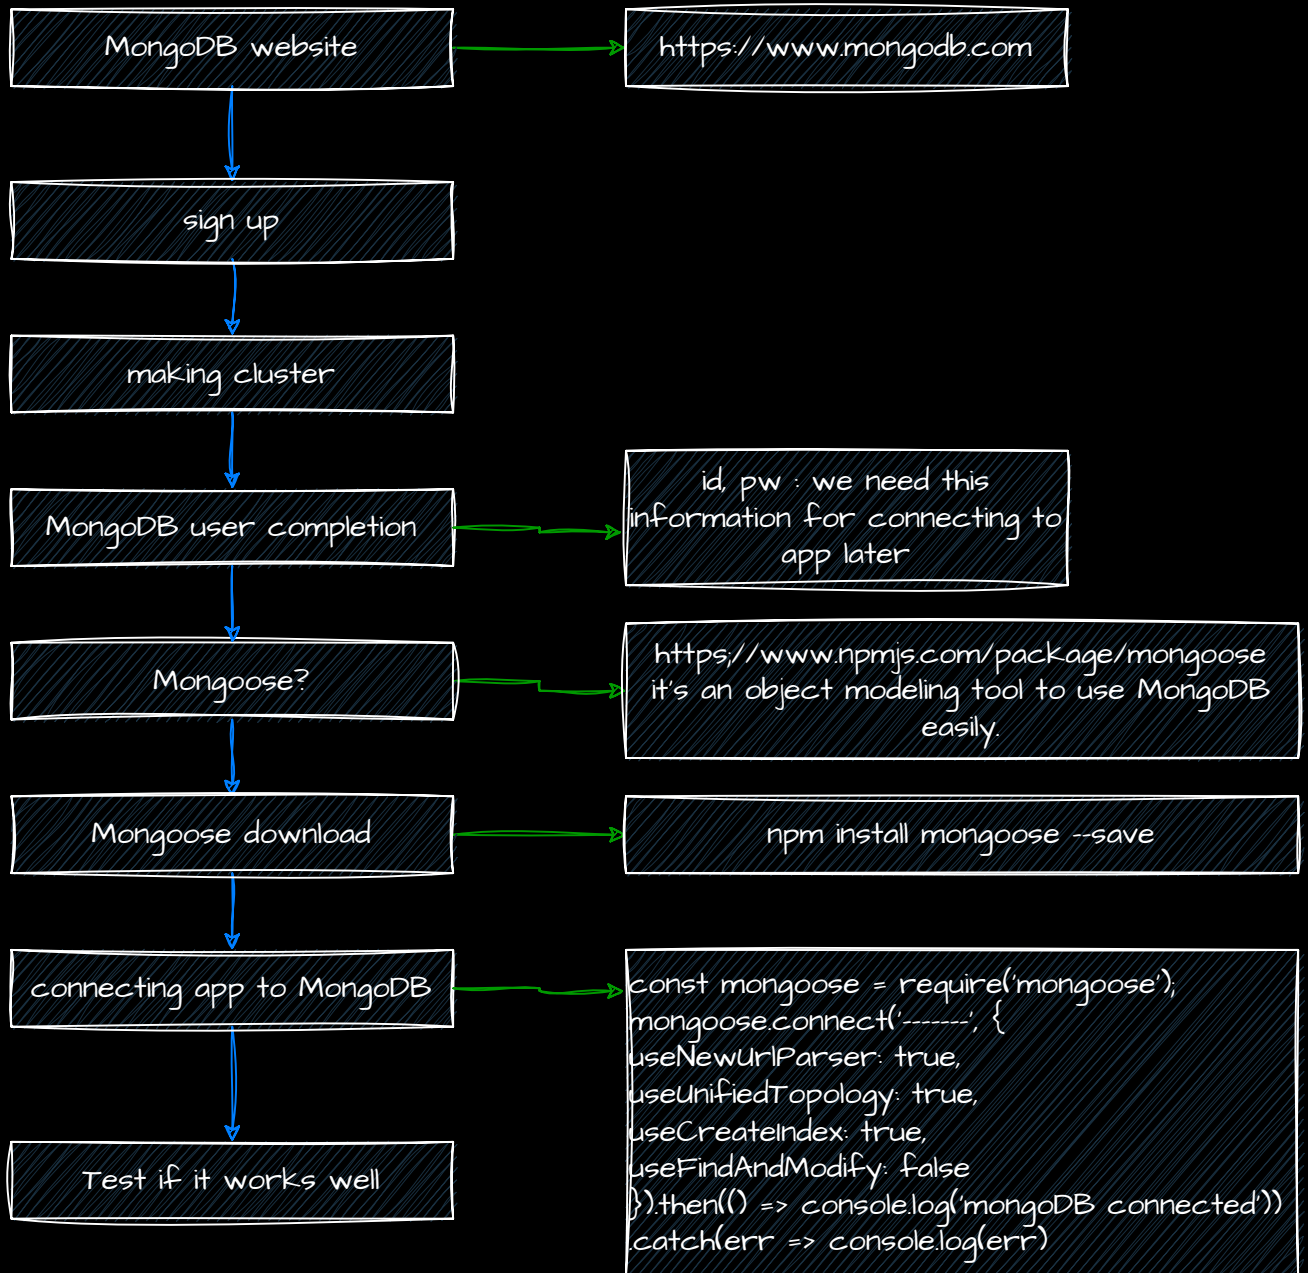 MongoDB website
https://www.mongodb.com
sign up
making cluster
MongoDB user completion
id, pw : we need this
information for connecting to
app later
Mongoose?
https;//www.npmjs.com/package/mongoose
it's an object modeling tool to use MongoDB
easily.
Mongoose download
npm install mongoose --save
connecting app to MongoDB
const mongoose = require('mongoose');
mongoose.connect('-------', {
useNewUrlParser: true,
useUnifiedTopology: true,
useCreateIndex: true,
useFindAndModify: false
}).then(() => console.log('mongoDB connected'))
.catch(err => console.log(err)
Test if it works well